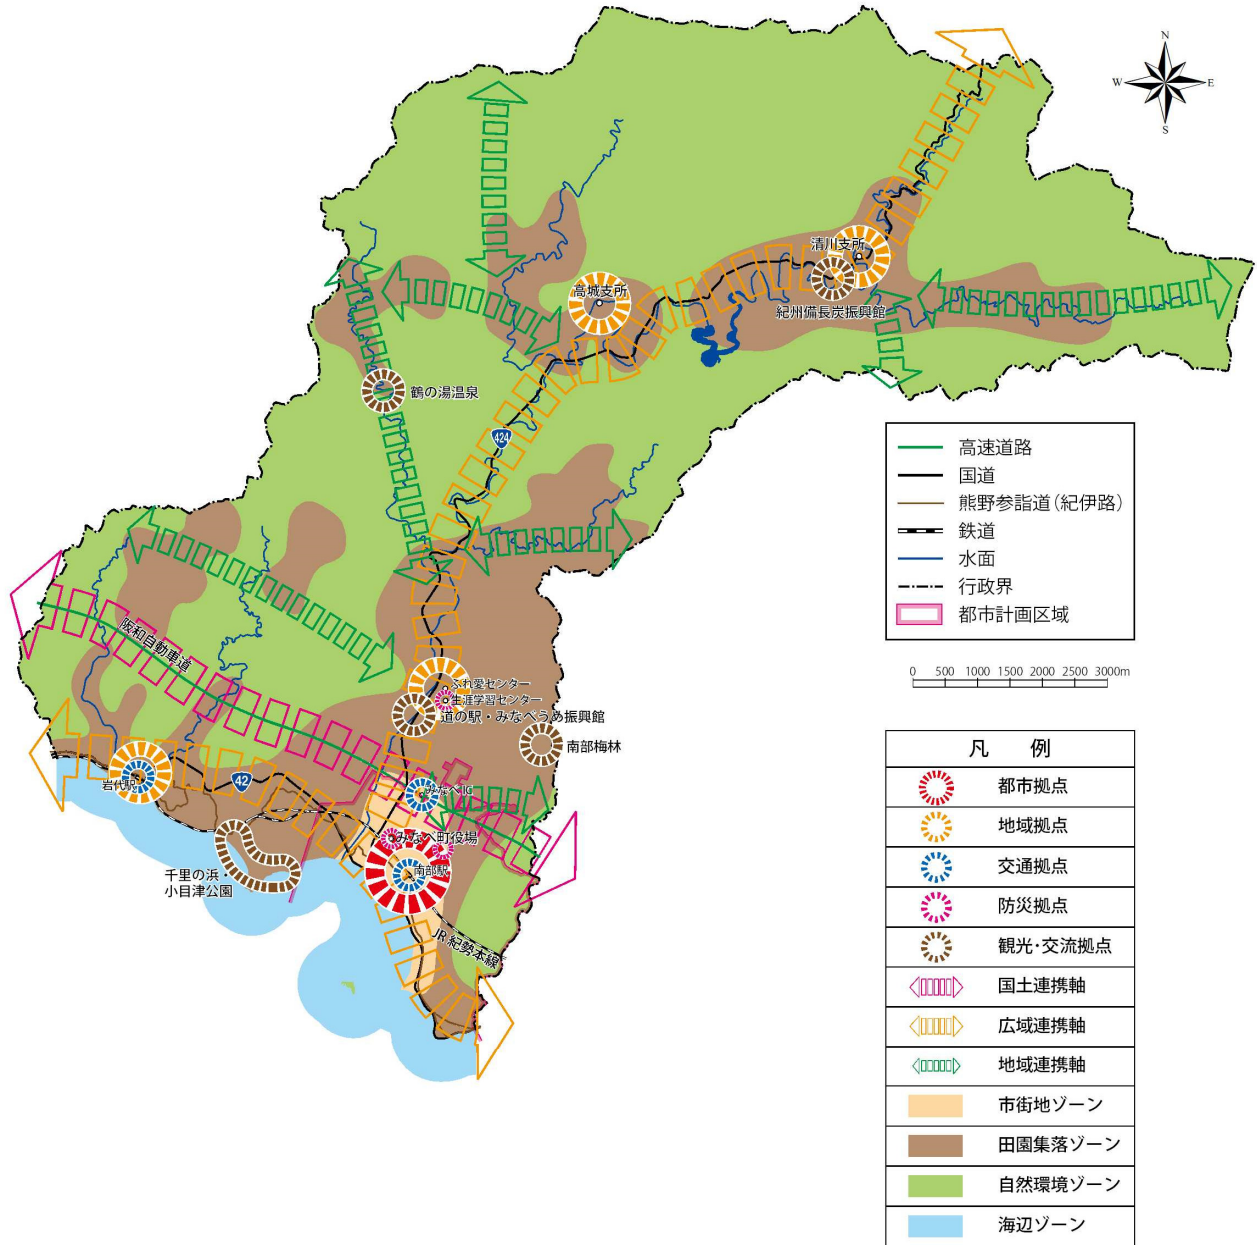 N
W
E
S
清川支所
高城支所
紀州備長炭振興館
鶴の湯温泉
424
高速道路
国道
熊野参詣道(紀伊路)
鉄道
水面
行政界
都市計画区域
阪和自動車道
0 500 1000 1500 2000 2500 3000m
ふれ愛センター
生涯学習センター
道の駅・みなべうめ振興館
南部梅林
岩代駅
42
みなべIC
みなべ町役場
南部駅
千里の浜・
小目津公園
JR紀勢本線
凡 例
都市拠点
地域拠点
交通拠点
防災拠点
観光・交流拠点
国土連携軸
広域連携軸
地域連携軸
市街地ゾーン
田園集落ゾーン
自然環境ゾーン
海辺ゾーン